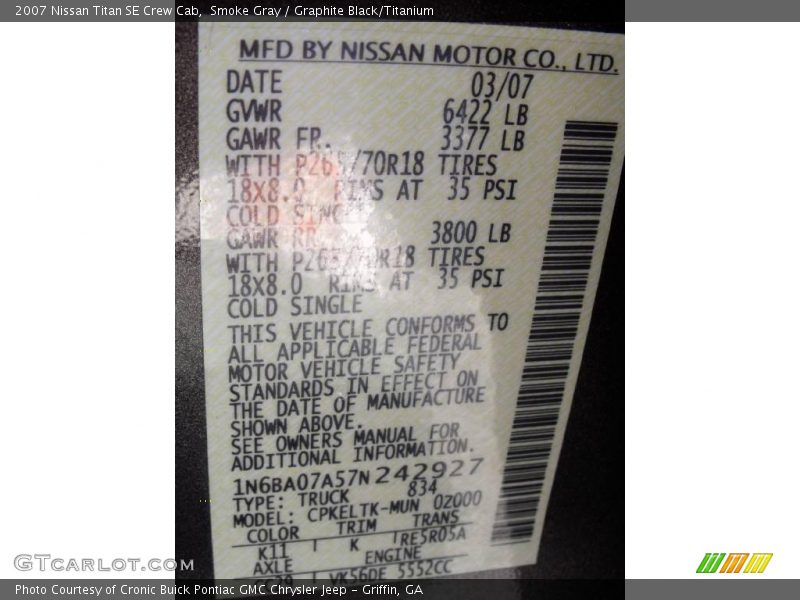 2007 Nissan Titan SE Crew Cab, Smoke Gray / Graphite Black/Titanium
MFD BY NISSAN MOTOR CO., LTD.
DATE 03/07
GVWR 6422 LB
GAWR FR. 3377 LB
WITH P265/70R18 TIRES
18X8.0 RIMS AT 35 PSI
COLD SINGLE
GAWR RR. 3800 LB
WITH P265/70R18 TIRES
18X8.0 RIMS AT 35 PSI
COLD SINGLE
THIS VEHICLE CONFORMS TO
ALL APPLICABLE FEDERAL
MOTOR VEHICLE SAFETY
STANDARDS IN EFFECT ON
THE DATE OF MANUFACTURE
SHOWN ABOVE.
SEE OWNERS MANUAL FOR
ADDITIONAL INFORMATION.
1N6BA07A57N242927
TYPE: TRUCK 834
MODEL: CPKELTK-MUN 0Z000
COLOR TRIM TRANS
K11 K RE5R05A
AXLE ENGINE
VK56DE 5552CC
GTcarlot.com
Photo Courtesy of Cronic Buick Pontiac GMC Chrysler Jeep - Griffin, GA